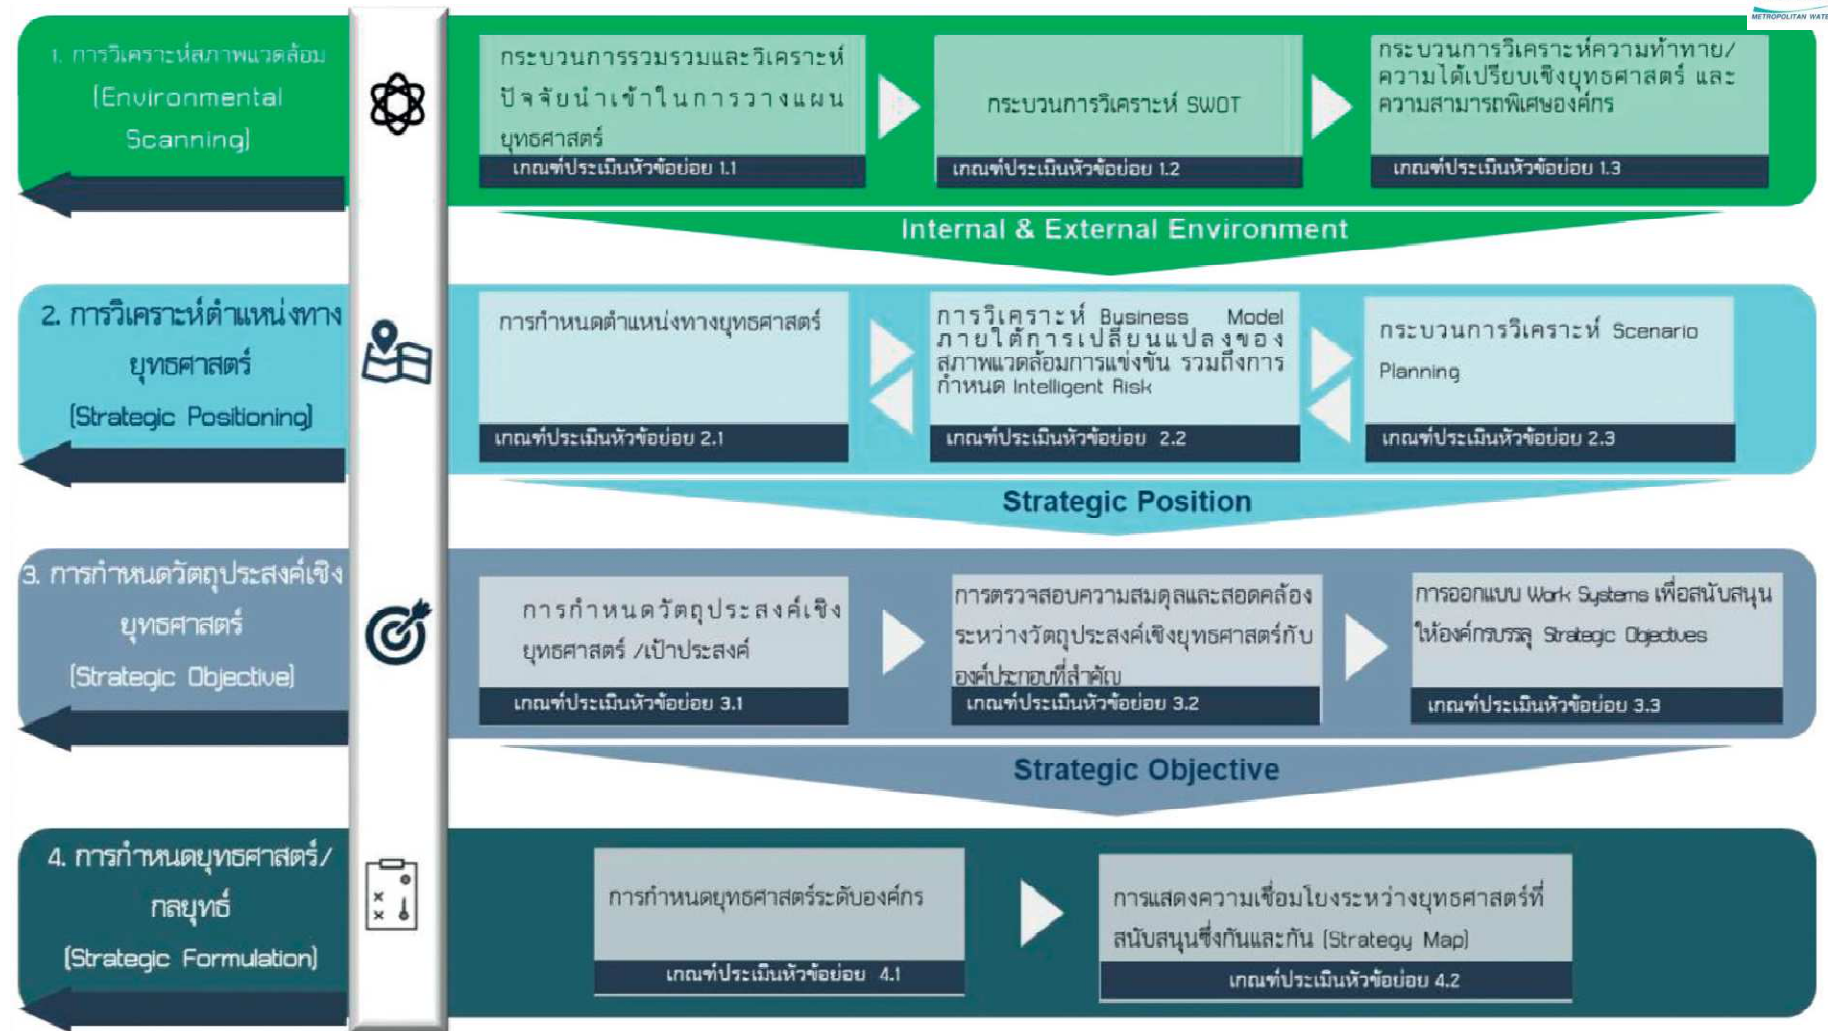 METROPOLITAN WATE
1. การวิเคราะห์สภาพแวดล้อม
(Environmental
Scanning)
กระบวนการรวมรวมและวิเคราะห์
ปัจจัยนำเข้าในการวางแผน
ยุทธศาสตร์
เกณฑ์ประเมินหัวข้อย่อย 1.1
กระบวนการวิเคราะห์ SWOT
เกณฑ์ประเมินหัวข้อย่อย 1.2
กระบวนการวิเคราะห์ความท้าทาย/
ความได้เปรียบเชิงยุทธศาสตร์ และ
ความสามารถพิเศษองค์กร
เกณฑ์ประเมินหัวข้อย่อย 1.3
Internal & External Environment
2. การวิเคราะห์ตำแหน่งทาง
ยุทธศาสตร์
(Strategic Positioning)
การกำหนดตำแหน่งทางยุทธศาสตร์
เกณฑ์ประเมินหัวข้อย่อย 2.1
การวิเคราะห์ Business Model
ภายใต้การเปลี่ยนแปลงของ
สภาพแวดล้อมการแข่งขัน รวมถึงการ
กำหนด Intelligent Risk
เกณฑ์ประเมินหัวข้อย่อย 2.2
กระบวนการวิเคราะห์ Scenario
Planning
เกณฑ์ประเมินหัวข้อย่อย 2.3
Strategic Position
3. การกำหนดวัตถุประสงค์เชิง
ยุทธศาสตร์
(Strategic Objective)
การกำหนดวัตถุประสงค์เชิง
ยุทธศาสตร์ /เป้าประสงค์
เกณฑ์ประเมินหัวข้อย่อย 3.1
การตรวจสอบความสมดุลและสอดคล้อง
ระหว่างวัตถุประสงค์เชิงยุทธศาสตร์กับ
องค์ประกอบที่สำคัญ
เกณฑ์ประเมินหัวข้อย่อย 3.2
การออกแบบ Work Systems เพื่อสนับสนุน
ให้องค์กรบรรลุ Strategic Objectives
เกณฑ์ประเมินหัวข้อย่อย 3.3
Strategic Objective
4. การกำหนดยุทธศาสตร์/
กลยุทธ์
(Strategic Formulation)
การกำหนดยุทธศาสตร์ระดับองค์กร
เกณฑ์ประเมินหัวข้อย่อย 4.1
การแสดงความเชื่อมโยงระหว่างยุทธศาสตร์ที่
สนับสนุนซึ่งกันและกัน (Strategy Map)
เกณฑ์ประเมินหัวข้อย่อย 4.2